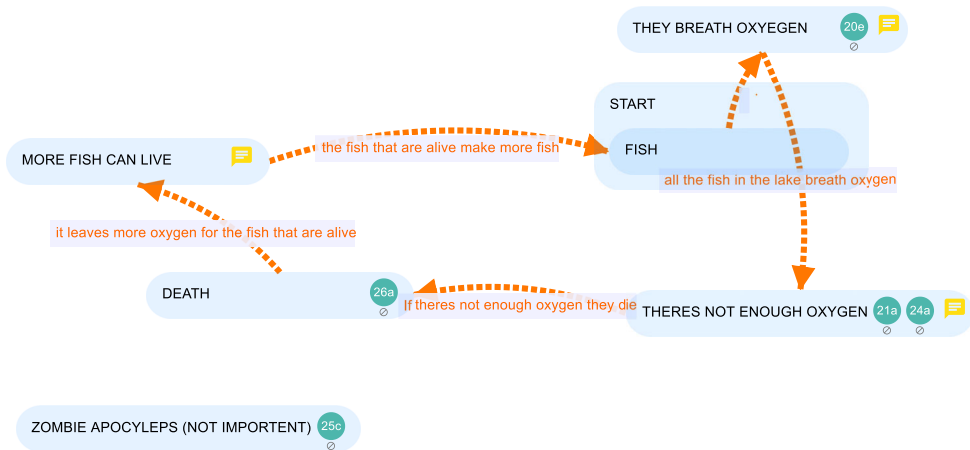 THEY BREATH OXYEGEN
20e
START
FISH
MORE FISH CAN LIVE
the fish that are alive make more fish
all the fish in the lake breath oxygen
it leaves more oxygen for the fish that are alive
DEATH
26a
If theres not enough oxygen they die
THERES NOT ENOUGH OXYGEN
21a
24a
ZOMBIE APOCYLEPS (NOT IMPORTENT)
25c